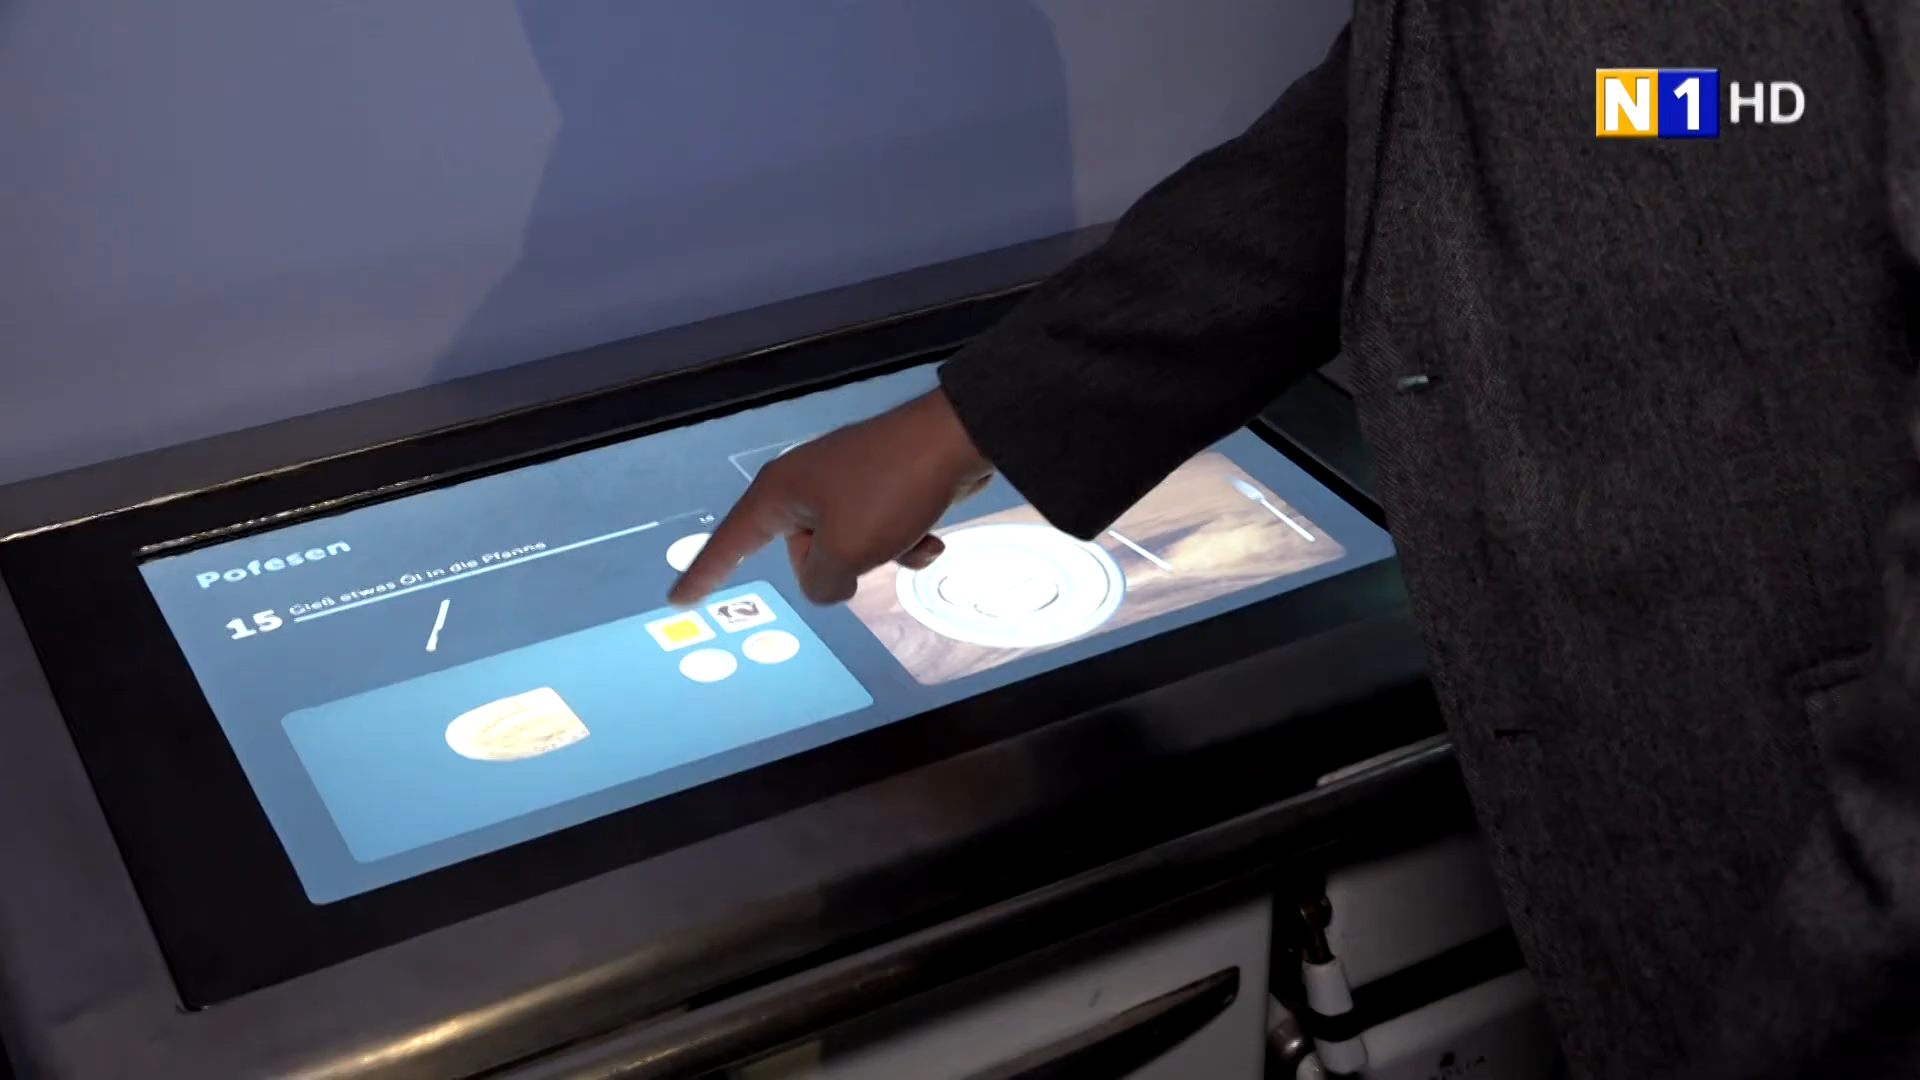 N1 HD
Pofesen
15 Gieß etwas Öl in die Pfanne